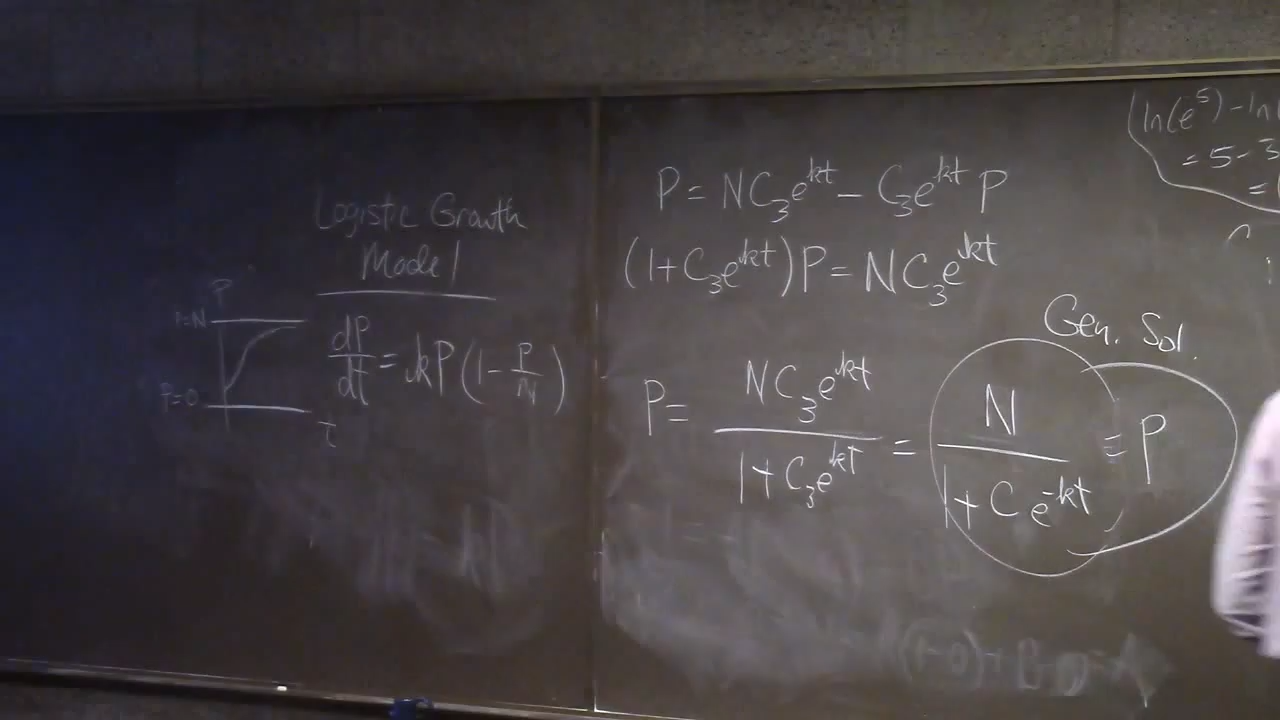 Logistic Growth
Model
P
P=N
P=0
t
dP/dt = kP(1 - P/N)
P = NC₃e^{kt} - C₃e^{kt} P
(1+C₃e^{kt})P = NC₃e^{kt}
Gen. Sol.
P = NC₃e^{kt} / 1+C₃e^{kt} = N / 1+Ce^{-kt} = P
(ln(e⁵) - ln
= 5 - 3
=